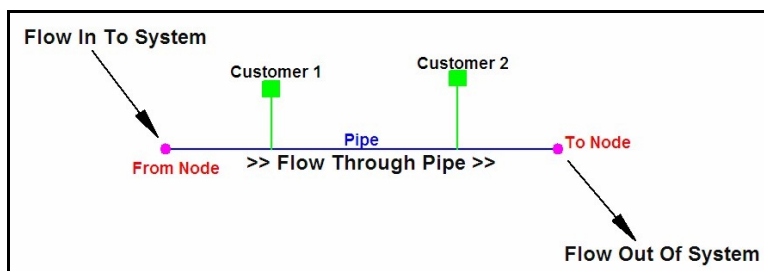 Flow In To System
Customer 1
Customer 2
Pipe
To Node
From Node
>> Flow Through Pipe >>
Flow Out Of System